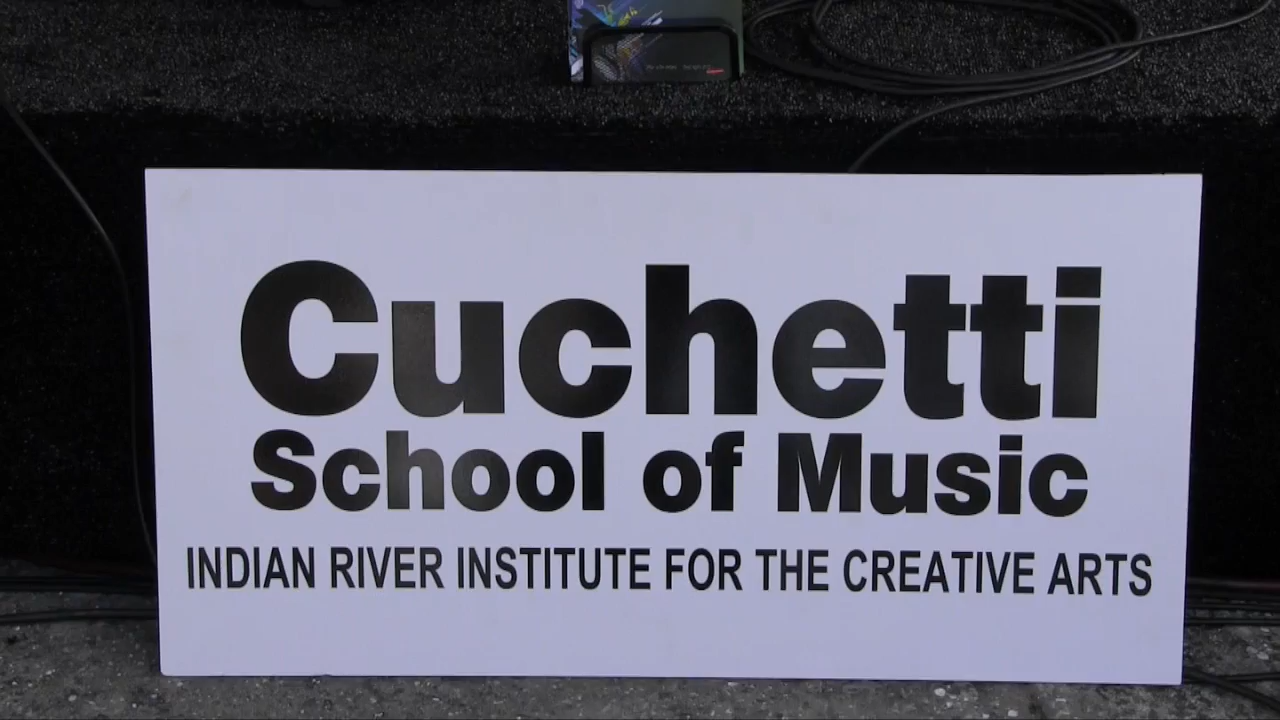 Cuchetti
School of Music
INDIAN RIVER INSTITUTE FOR THE CREATIVE ARTS